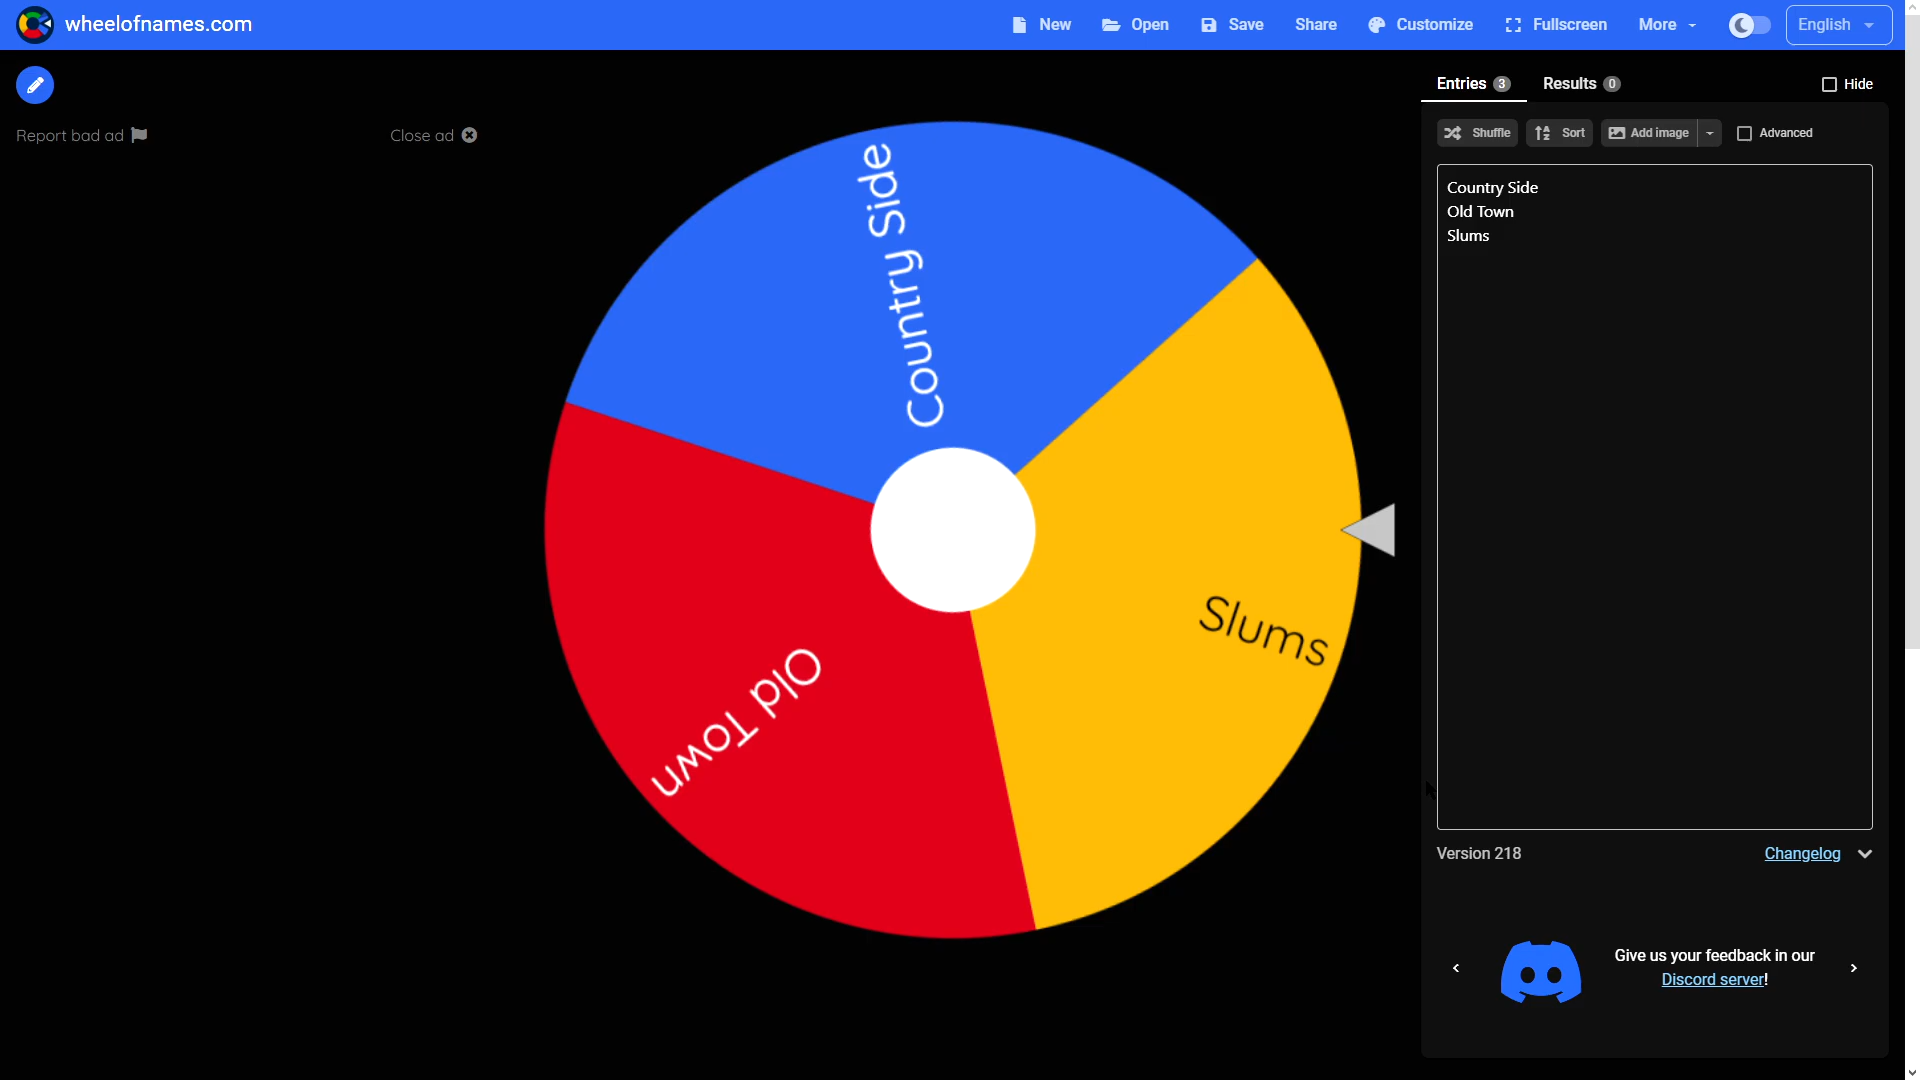 wheelofnames.com
New
Open
Save
Share
Customize
Fullscreen
More
English
Entries 3
Results 0
Hide
Report bad ad
Close ad
Shuffle
Sort
Add image
Advanced
Country Side
Old Town
Slums
Country Side
Slums
Old Town
Version 218
Changelog
Give us your feedback in our
Discord server!